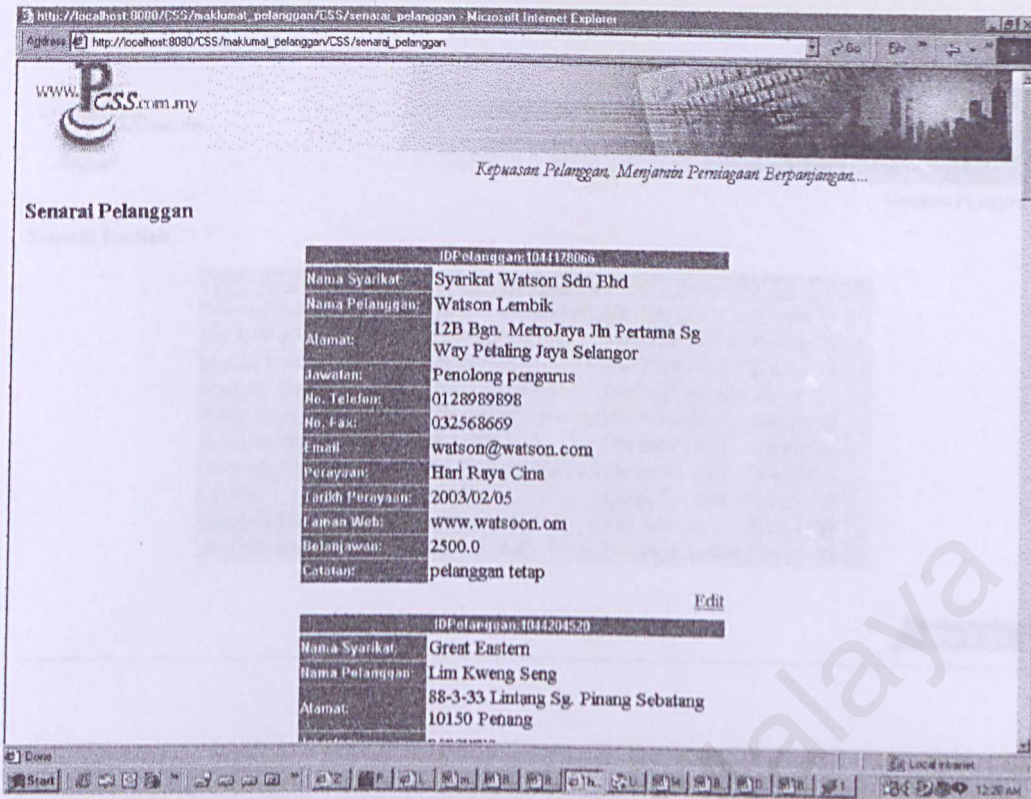 http://localhost:8080/CSS/maklumat_pelanggan/CSS/senarai_pelanggan - Microsoft Internet Explorer
Address http://localhost:8080/CSS/maklumat_pelanggan/CSS/senarai_pelanggan Go
www.PCSS.com.my
Kepuasan Pelanggan, Menjamin Perniagaan Berpanjangan....
Senarai Pelanggan
IDPelanggan:1044178066
Nama Syarikat: Syarikat Watson Sdn Bhd
Nama Pelanggan: Watson Lembik
Alamat: 12B Bgn. MetroJaya Jln Pertama Sg
Way Petaling Jaya Selangor
Jawatan: Penolong pengurus
No. Telefon: 0128989898
No. Fax: 032568669
Email watson@watson.com
Perayaan: Hari Raya Cina
Tarikh Perayaan: 2003/02/05
Laman Web: www.watsoon.om
Belanjawan: 2500.0
Catatan: pelanggan tetap
Edit
IDPelanggan:1044204520
Nama Syarikat: Great Eastern
Nama Pelanggan: Lim Kweng Seng
Alamat: 88-3-33 Lintang Sg. Pinang Sebatang
10150 Penang
Done Local intranet
Start 12:20 AM